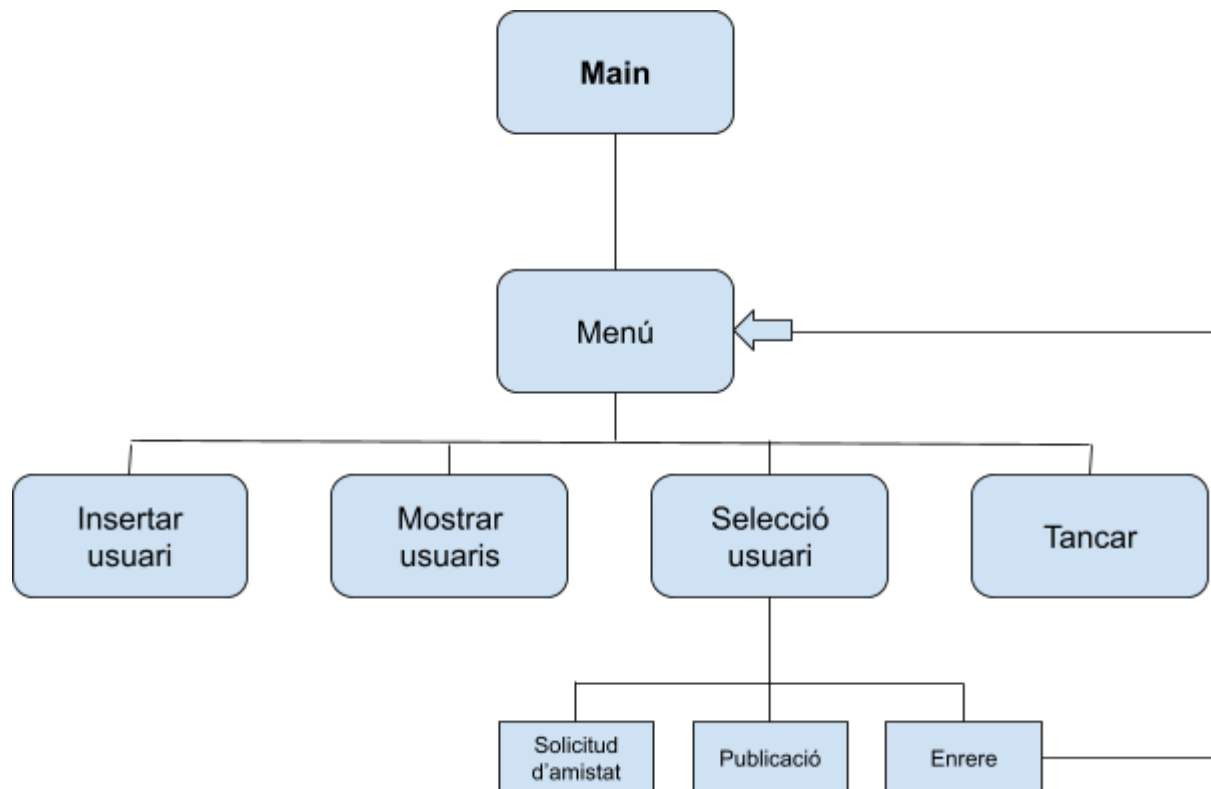 Main
Menú
Insertar
usuari
Mostrar
usuaris
Selecció
usuari
Tancar
Solicitud
d'amistat
Publicació
Enrere